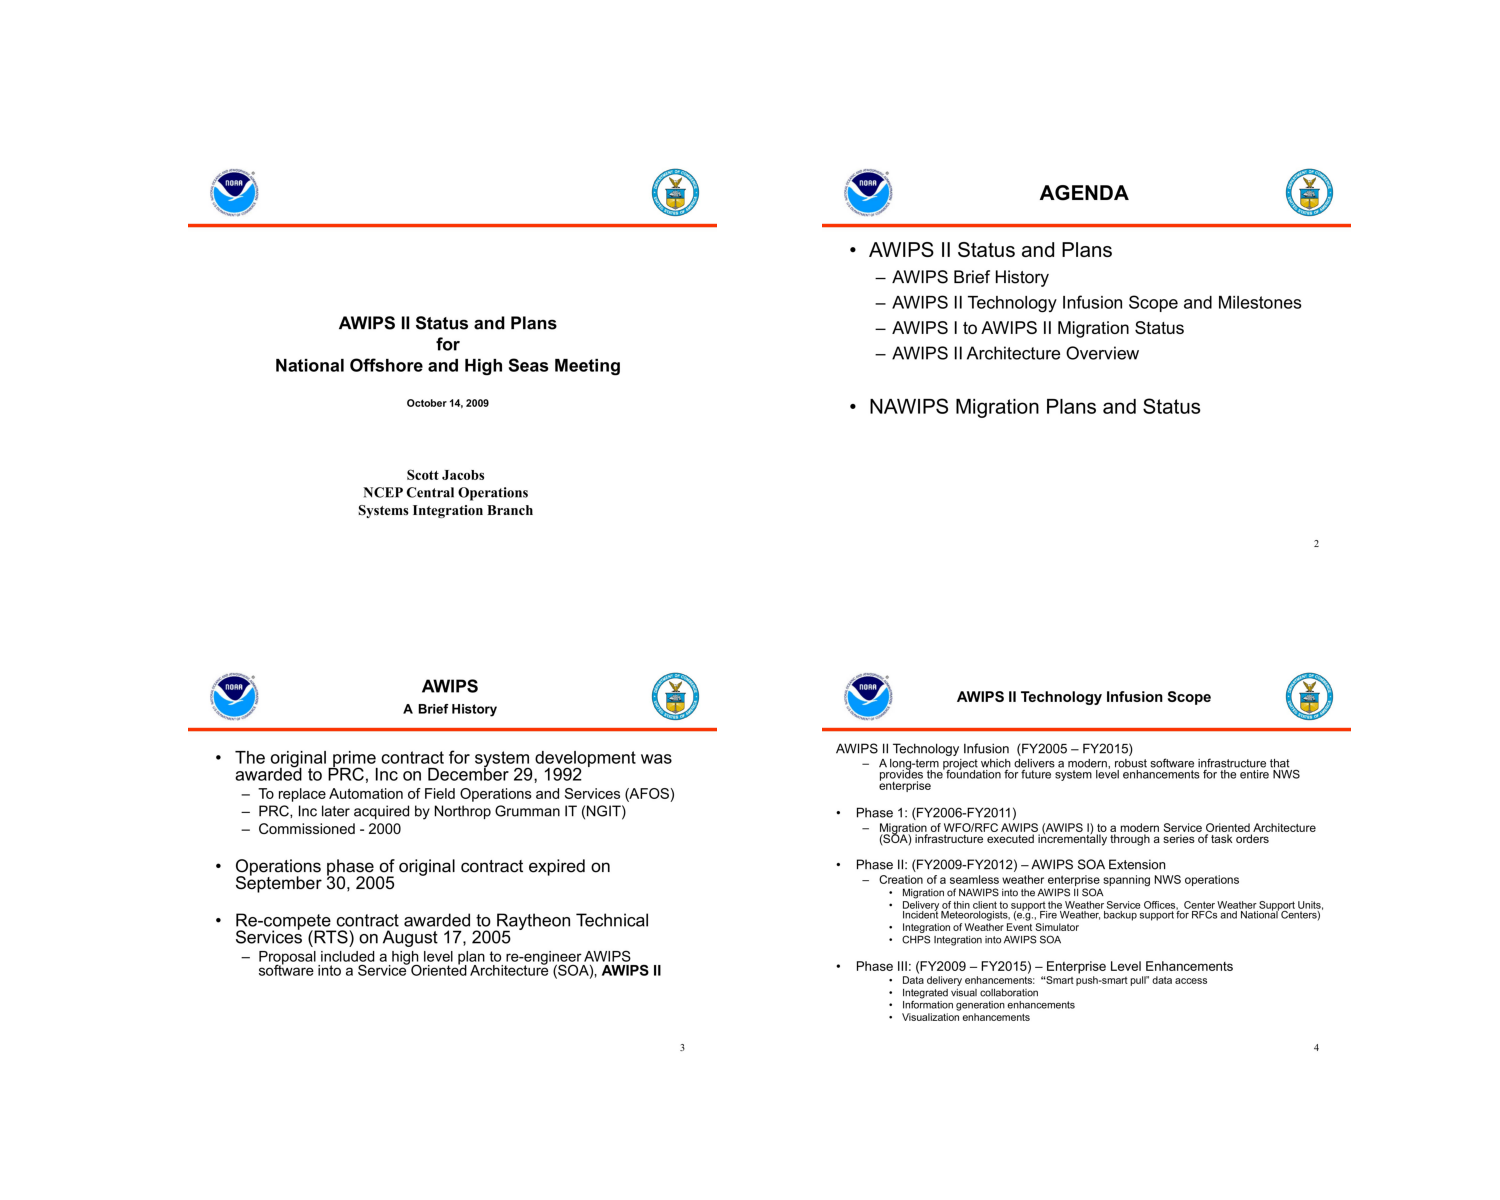 NOAA
AWIPS II Status and Plans
for
National Offshore and High Seas Meeting
October 14, 2009
Scott Jacobs
NCEP Central Operations
Systems Integration Branch
NOAA
AGENDA
• AWIPS II Status and Plans
– AWIPS Brief History
– AWIPS II Technology Infusion Scope and Milestones
– AWIPS I to AWIPS II Migration Status
– AWIPS II Architecture Overview
• NAWIPS Migration Plans and Status
2
NOAA
AWIPS
A Brief History
• The original prime contract for system development was
awarded to PRC, Inc on December 29, 1992
– To replace Automation of Field Operations and Services (AFOS)
– PRC, Inc later acquired by Northrop Grumman IT (NGIT)
– Commissioned - 2000
• Operations phase of original contract expired on
September 30, 2005
• Re-compete contract awarded to Raytheon Technical
Services (RTS) on August 17, 2005
– Proposal included a high level plan to re-engineer AWIPS
software into a Service Oriented Architecture (SOA), AWIPS II
3
NOAA
AWIPS II Technology Infusion Scope
AWIPS II Technology Infusion (FY2005 – FY2015)
– A long-term project which delivers a modern, robust software infrastructure that
provides the foundation for future system level enhancements for the entire NWS
enterprise
• Phase 1: (FY2006-FY2011)
– Migration of WFO/RFC AWIPS (AWIPS I) to a modern Service Oriented Architecture
(SOA) infrastructure executed incrementally through a series of task orders
• Phase II: (FY2009-FY2012) – AWIPS SOA Extension
– Creation of a seamless weather enterprise spanning NWS operations
• Migration of NAWIPS into the AWIPS II SOA
• Delivery of thin client to support the Weather Service Offices, Center Weather Support Units,
Incident Meteorologists, (e.g., Fire Weather, backup support for RFCs and National Centers)
• Integration of Weather Event Simulator
• CHPS Integration into AWIPS SOA
• Phase III: (FY2009 – FY2015) – Enterprise Level Enhancements
• Data delivery enhancements: “Smart push-smart pull” data access
• Integrated visual collaboration
• Information generation enhancements
• Visualization enhancements
4